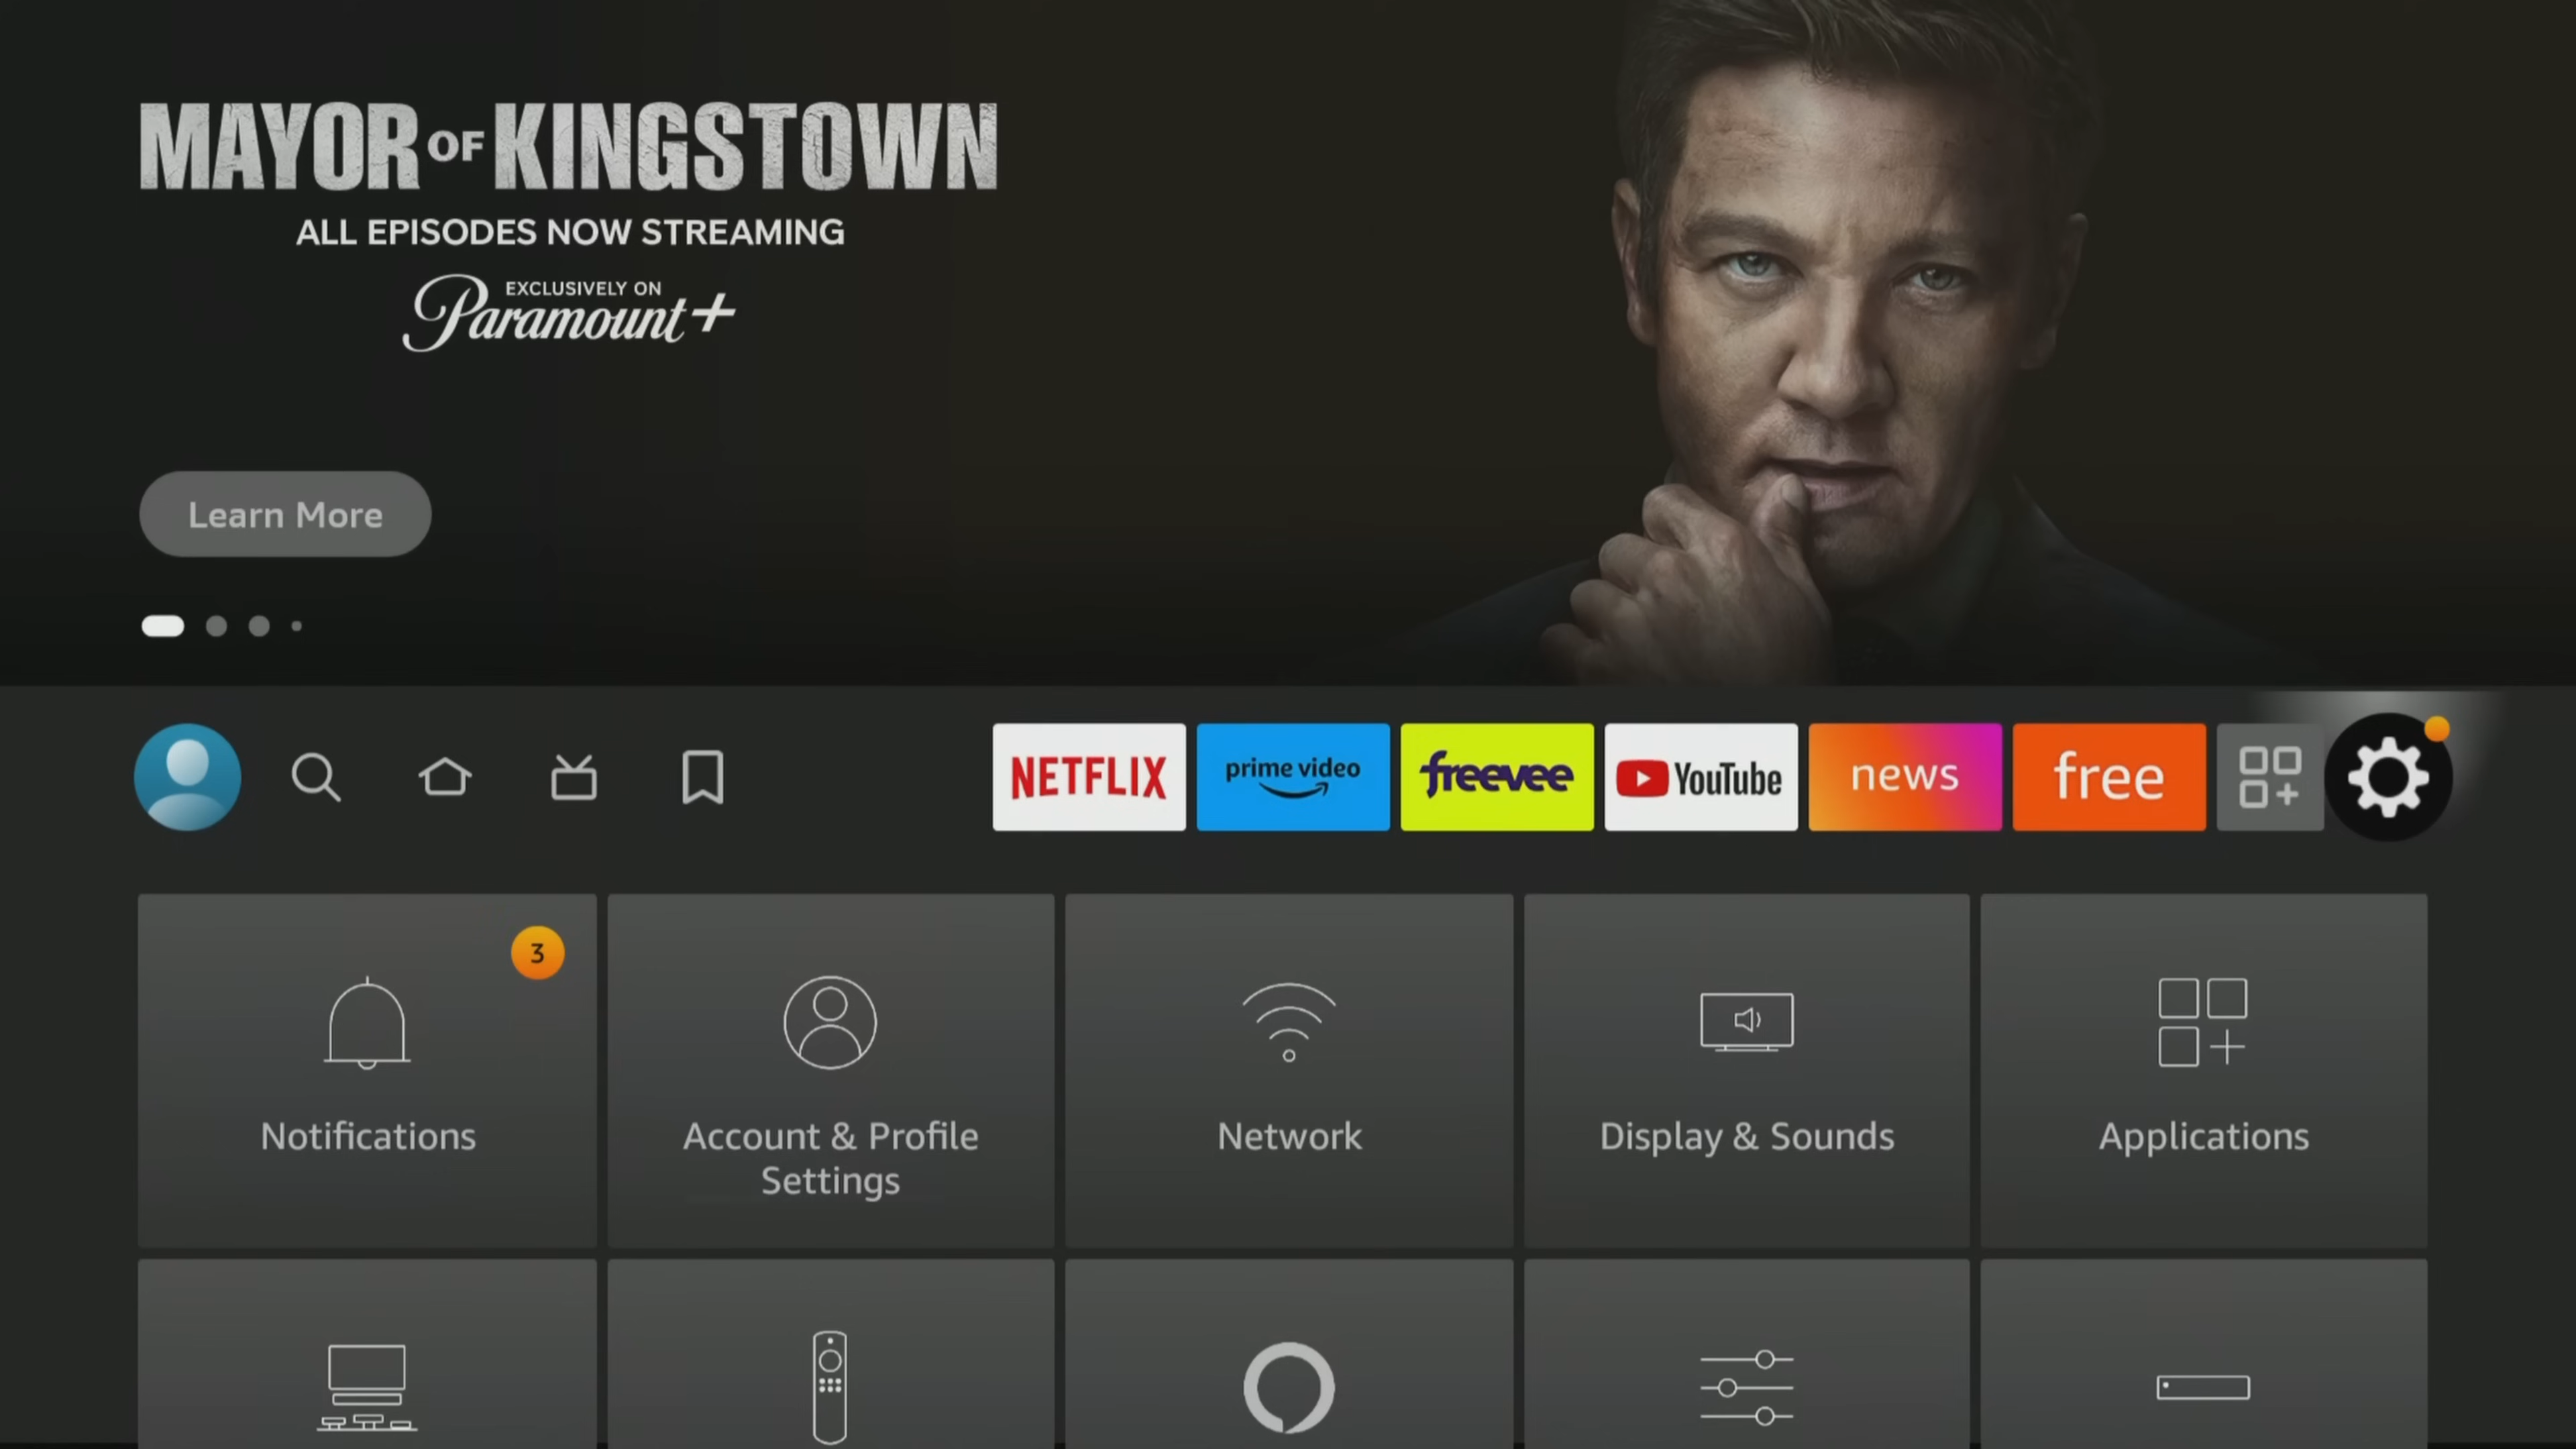 MAYOR OF KINGSTOWN
ALL EPISODES NOW STREAMING
EXCLUSIVELY ON
Paramount+
Learn More
NETFLIX
prime video
freevee
YouTube
news
free
3
Notifications
Account & Profile
Settings
Network
Display & Sounds
Applications